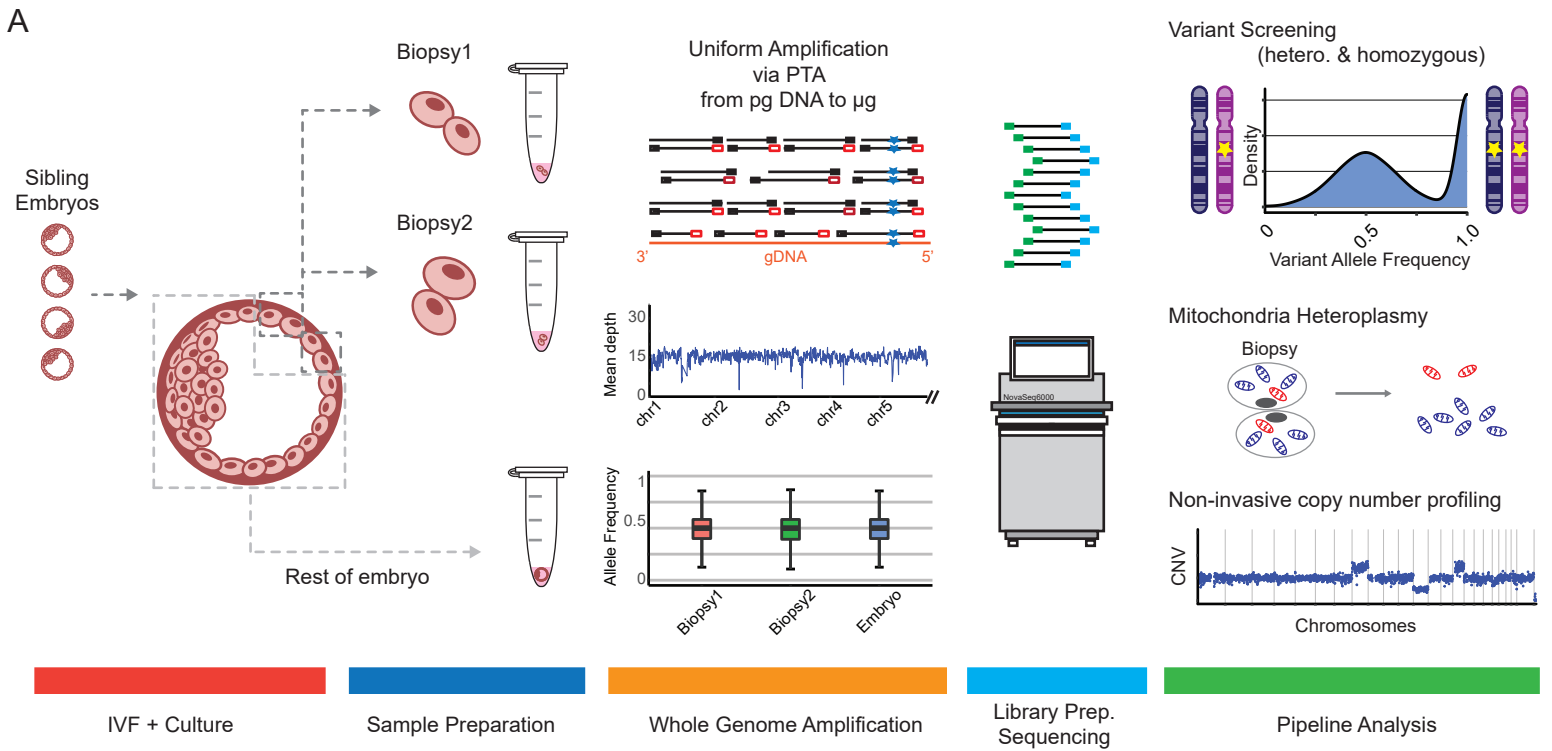 A
Sibling
Embryos
Biopsy1
Biopsy2
Rest of embryo
Uniform Amplification
via PTA
from pg DNA to µg
3’
gDNA
5’
Mean depth
30
15
0
chr1
chr2
chr3
chr4
chr5
Allele Frequency
1
0.5
0
Biopsy1
Biopsy2
Embryo
NovaSeq6000
Variant Screening
(hetero. & homozygous)
Density
0
0.5
1.0
Variant Allele Frequency
Mitochondria Heteroplasmy
Biopsy
Non-invasive copy number profiling
CNV
Chromosomes
IVF + Culture
Sample Preparation
Whole Genome Amplification
Library Prep.
Sequencing
Pipeline Analysis